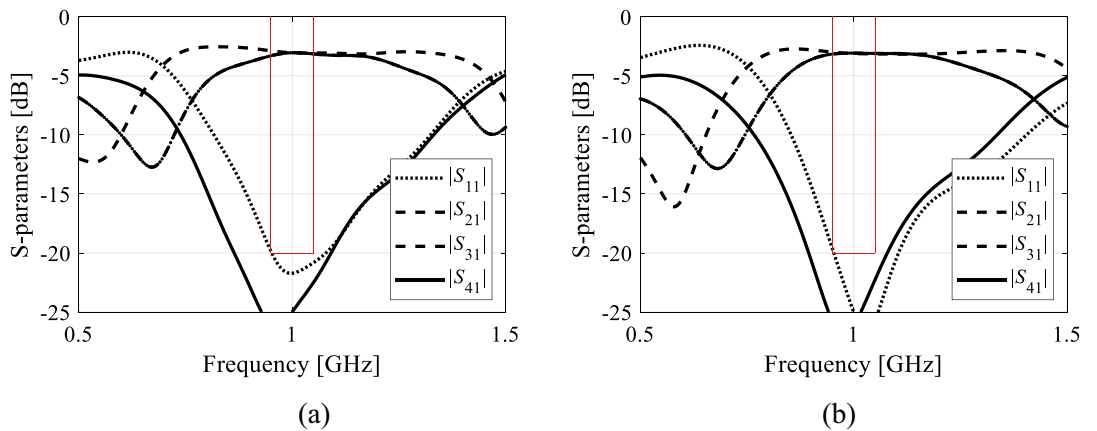 0
-5
-10
-15
-20
-25
S-parameters [dB]
0.5
1
1.5
Frequency [GHz]
|S11|
|S21|
|S31|
|S41|
(a)
0
-5
-10
-15
-20
-25
S-parameters [dB]
0.5
1
1.5
Frequency [GHz]
|S11|
|S21|
|S31|
|S41|
(b)